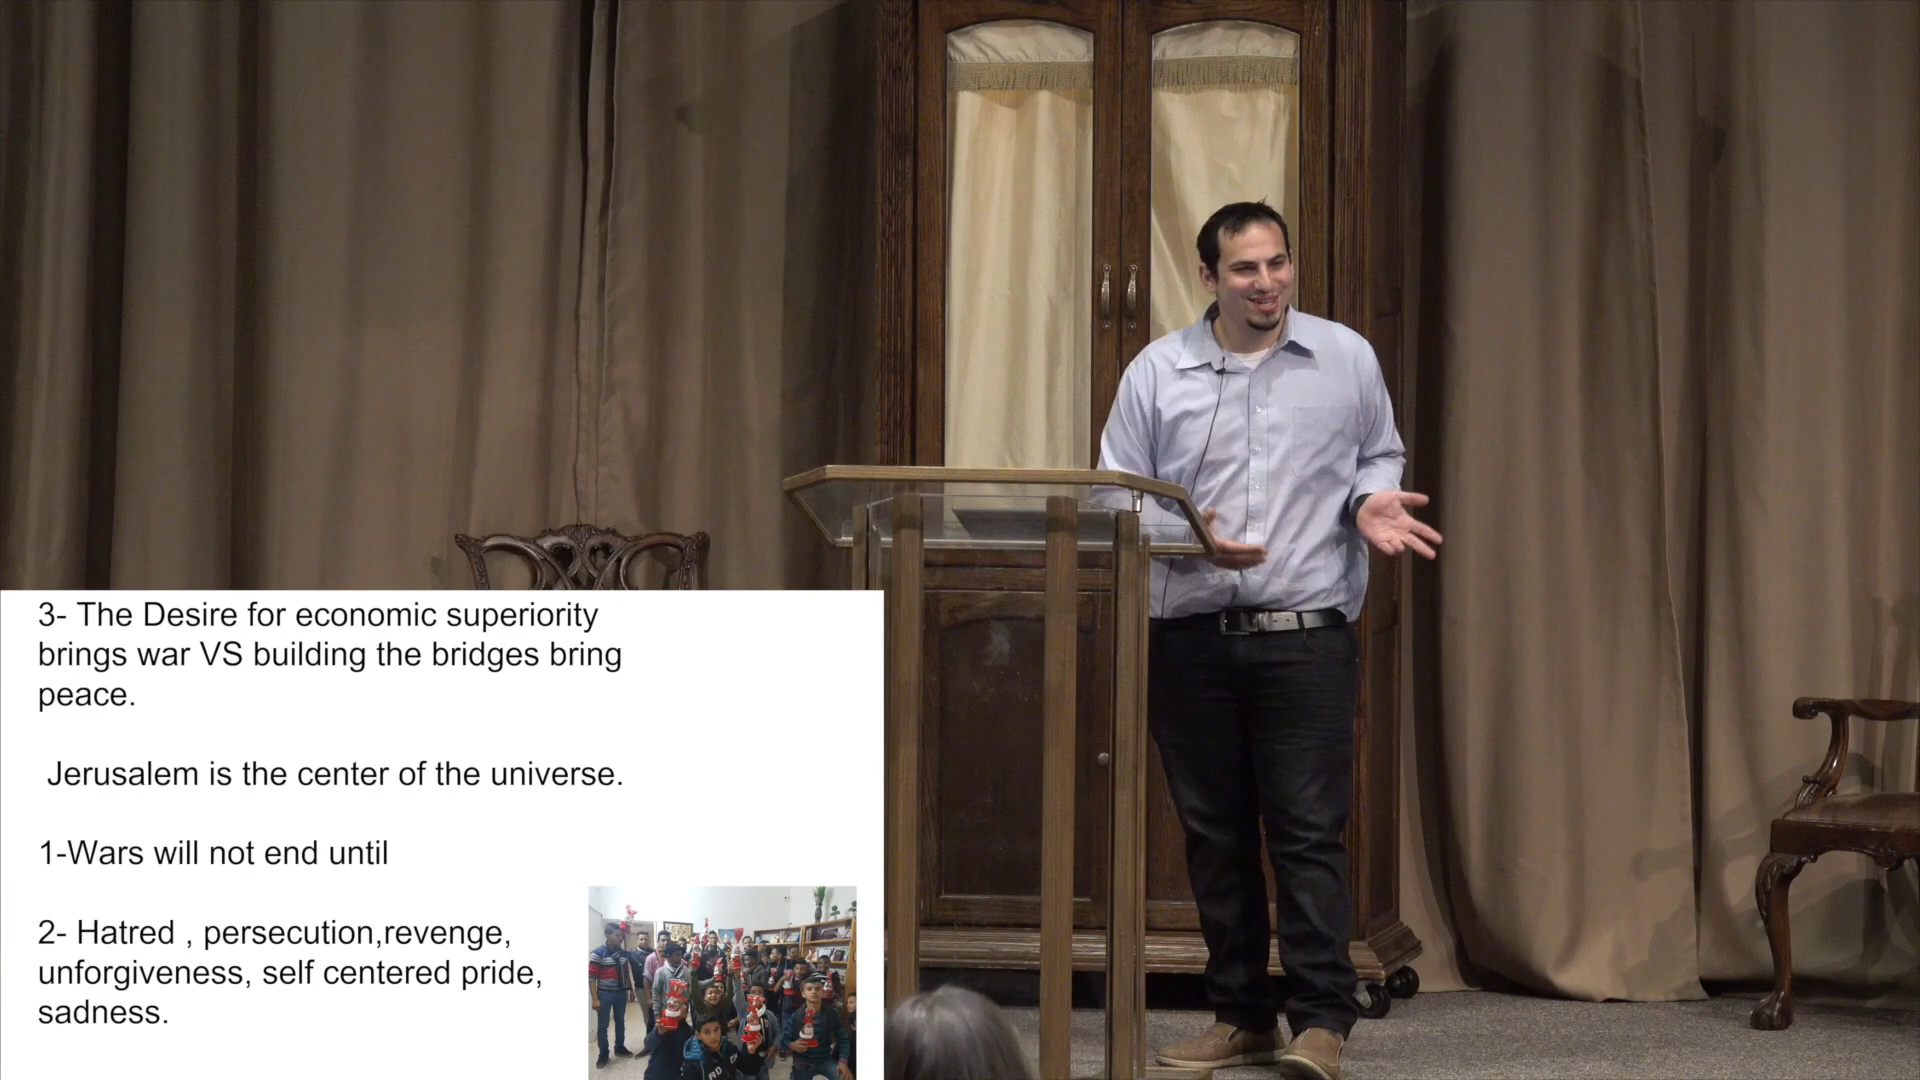 3- The Desire for economic superiority
brings war VS building the bridges bring
peace.
Jerusalem is the center of the universe.
1-Wars will not end until
2- Hatred , persecution,revenge,
unforgiveness, self centered pride,
sadness.